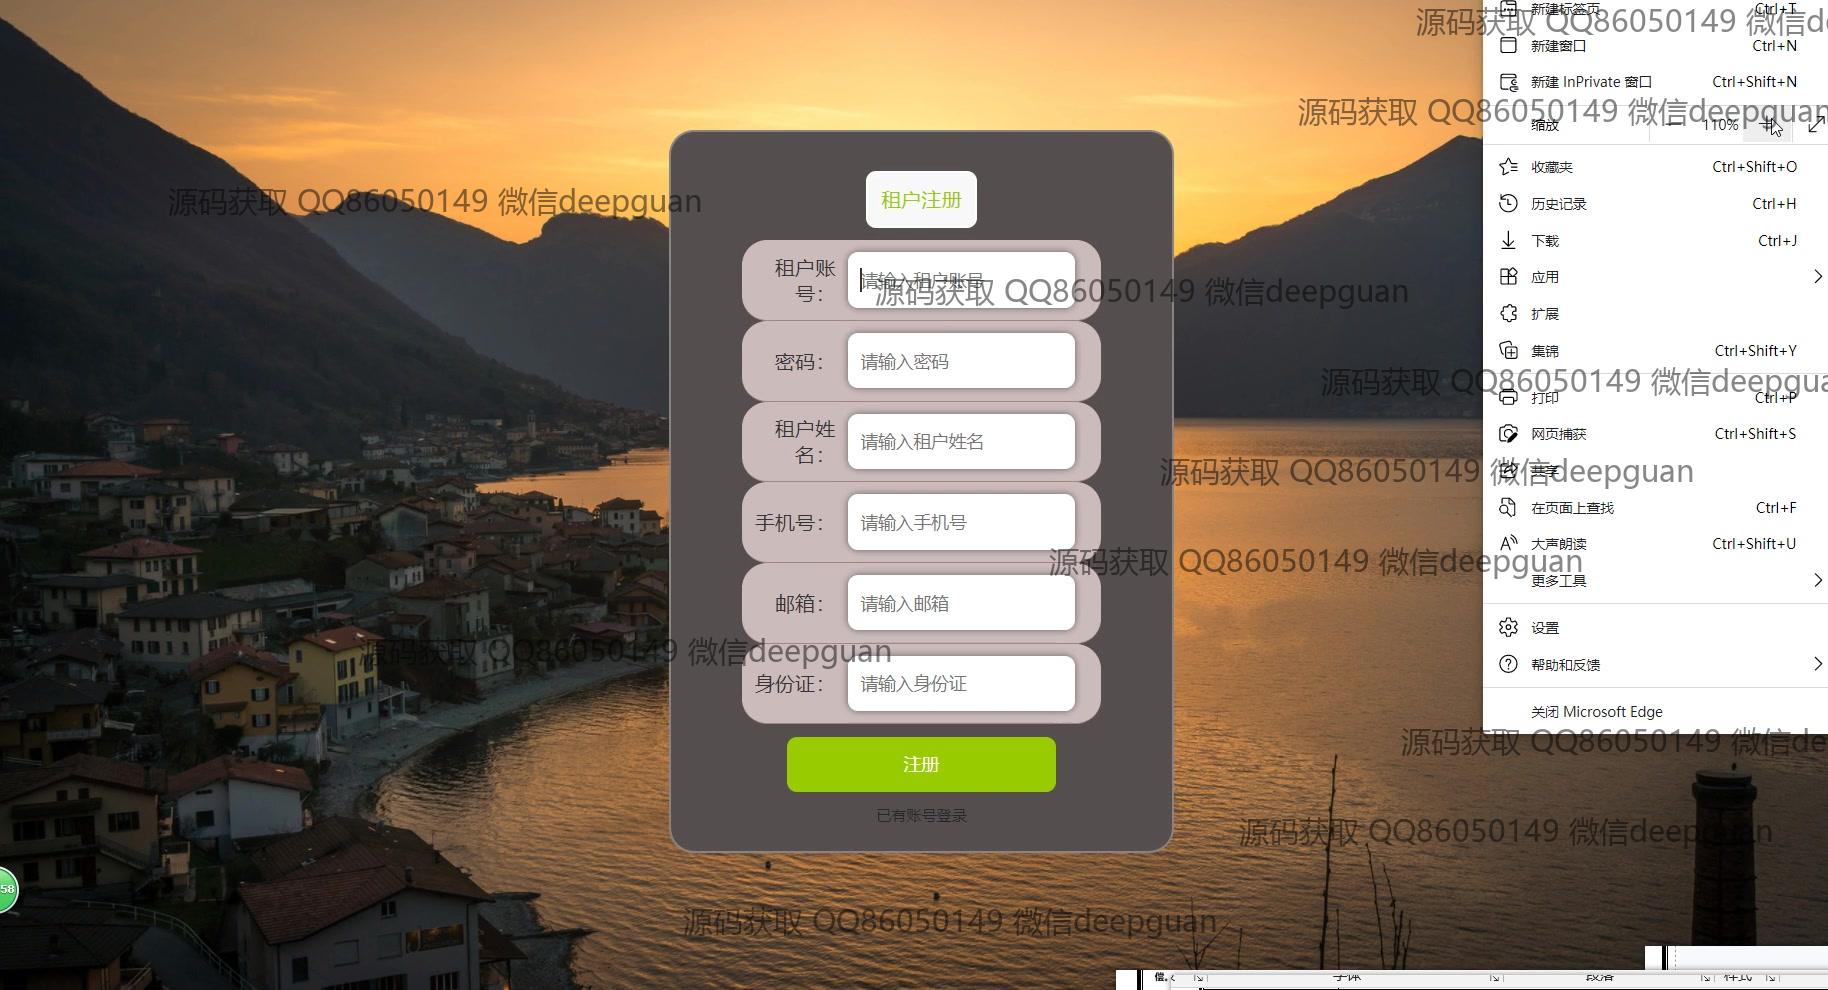 新建标签页 Ctrl+T
源码获取 QQ86050149 微信de
新建窗口 Ctrl+N
新建 InPrivate 窗口 Ctrl+Shift+N
源码获取 QQ86050149 微信deepguan
缩放 110%
收藏夹 Ctrl+Shift+O
源码获取 QQ86050149 微信deepguan
租户注册
历史记录 Ctrl+H
下载 Ctrl+J
租户账
号：
请输入租户账号
源码获取 QQ86050149 微信deepguan
应用
扩展
密码：
请输入密码
集锦 Ctrl+Shift+Y
源码获取 QQ86050149 微信deepgua
打印 Ctrl+P
租户姓
名：
请输入租户姓名
网页捕获 Ctrl+Shift+S
源码获取 QQ86050149 微信deepguan
共享
在页面上查找 Ctrl+F
手机号：
请输入手机号
大声朗读 Ctrl+Shift+U
源码获取 QQ86050149 微信deepguan
更多工具
邮箱：
请输入邮箱
设置
源码获取 QQ86050149 微信deepguan
帮助和反馈
身份证：
请输入身份证
关闭 Microsoft Edge
源码获取 QQ86050149 微信de
注册
已有账号登录
源码获取 QQ86050149 微信deepguan
58
源码获取 QQ86050149 微信deepguan
字体 段落 样式